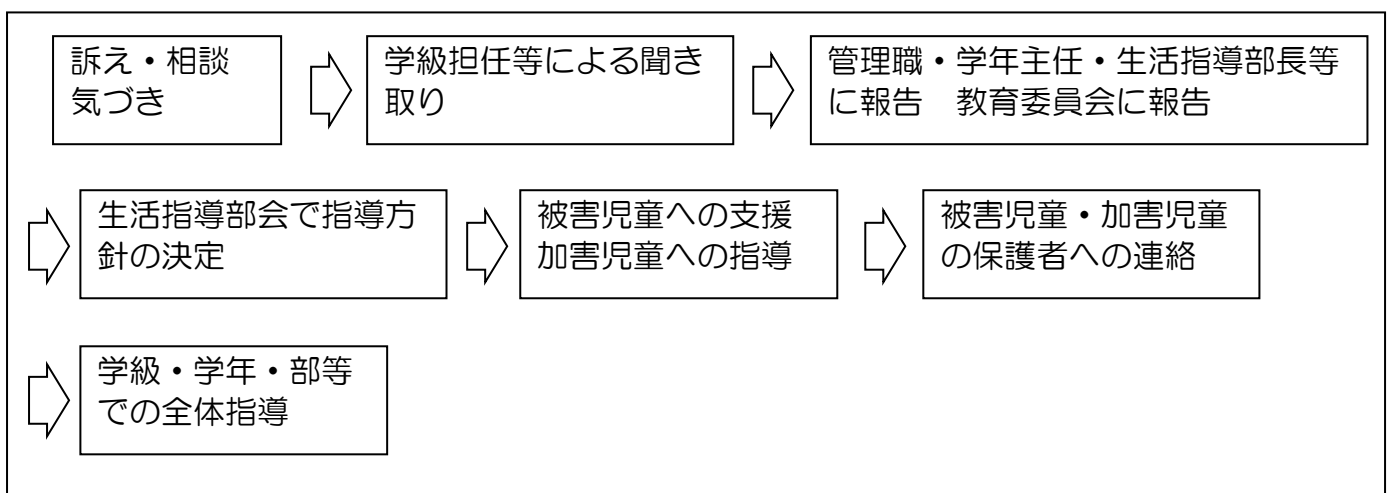 訴え・相談
気づき
学級担任等による聞き
取り
管理職・学年主任・生活指導部長等
に報告　教育委員会に報告
生活指導部会で指導方
針の決定
被害児童への支援
加害児童への指導
被害児童・加害児童
の保護者への連絡
学級・学年・部等
での全体指導